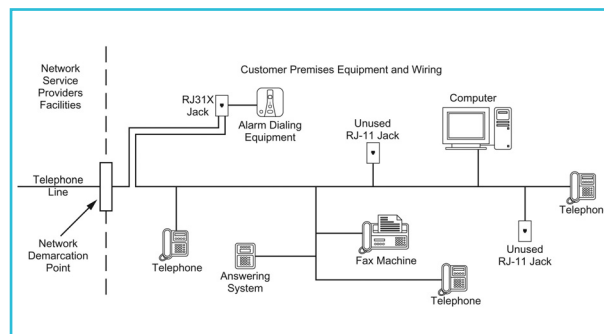 Network
Service
Providers
Facilities
Customer Premises Equipment and Wiring
RJ31X
Jack
Alarm Dialing
Equipment
Unused
RJ-11 Jack
Computer
Telephone
Line
Network
Demarcation
Point
Telephone
Answering
System
Fax Machine
Telephone
Unused
RJ-11 Jack
Telephone